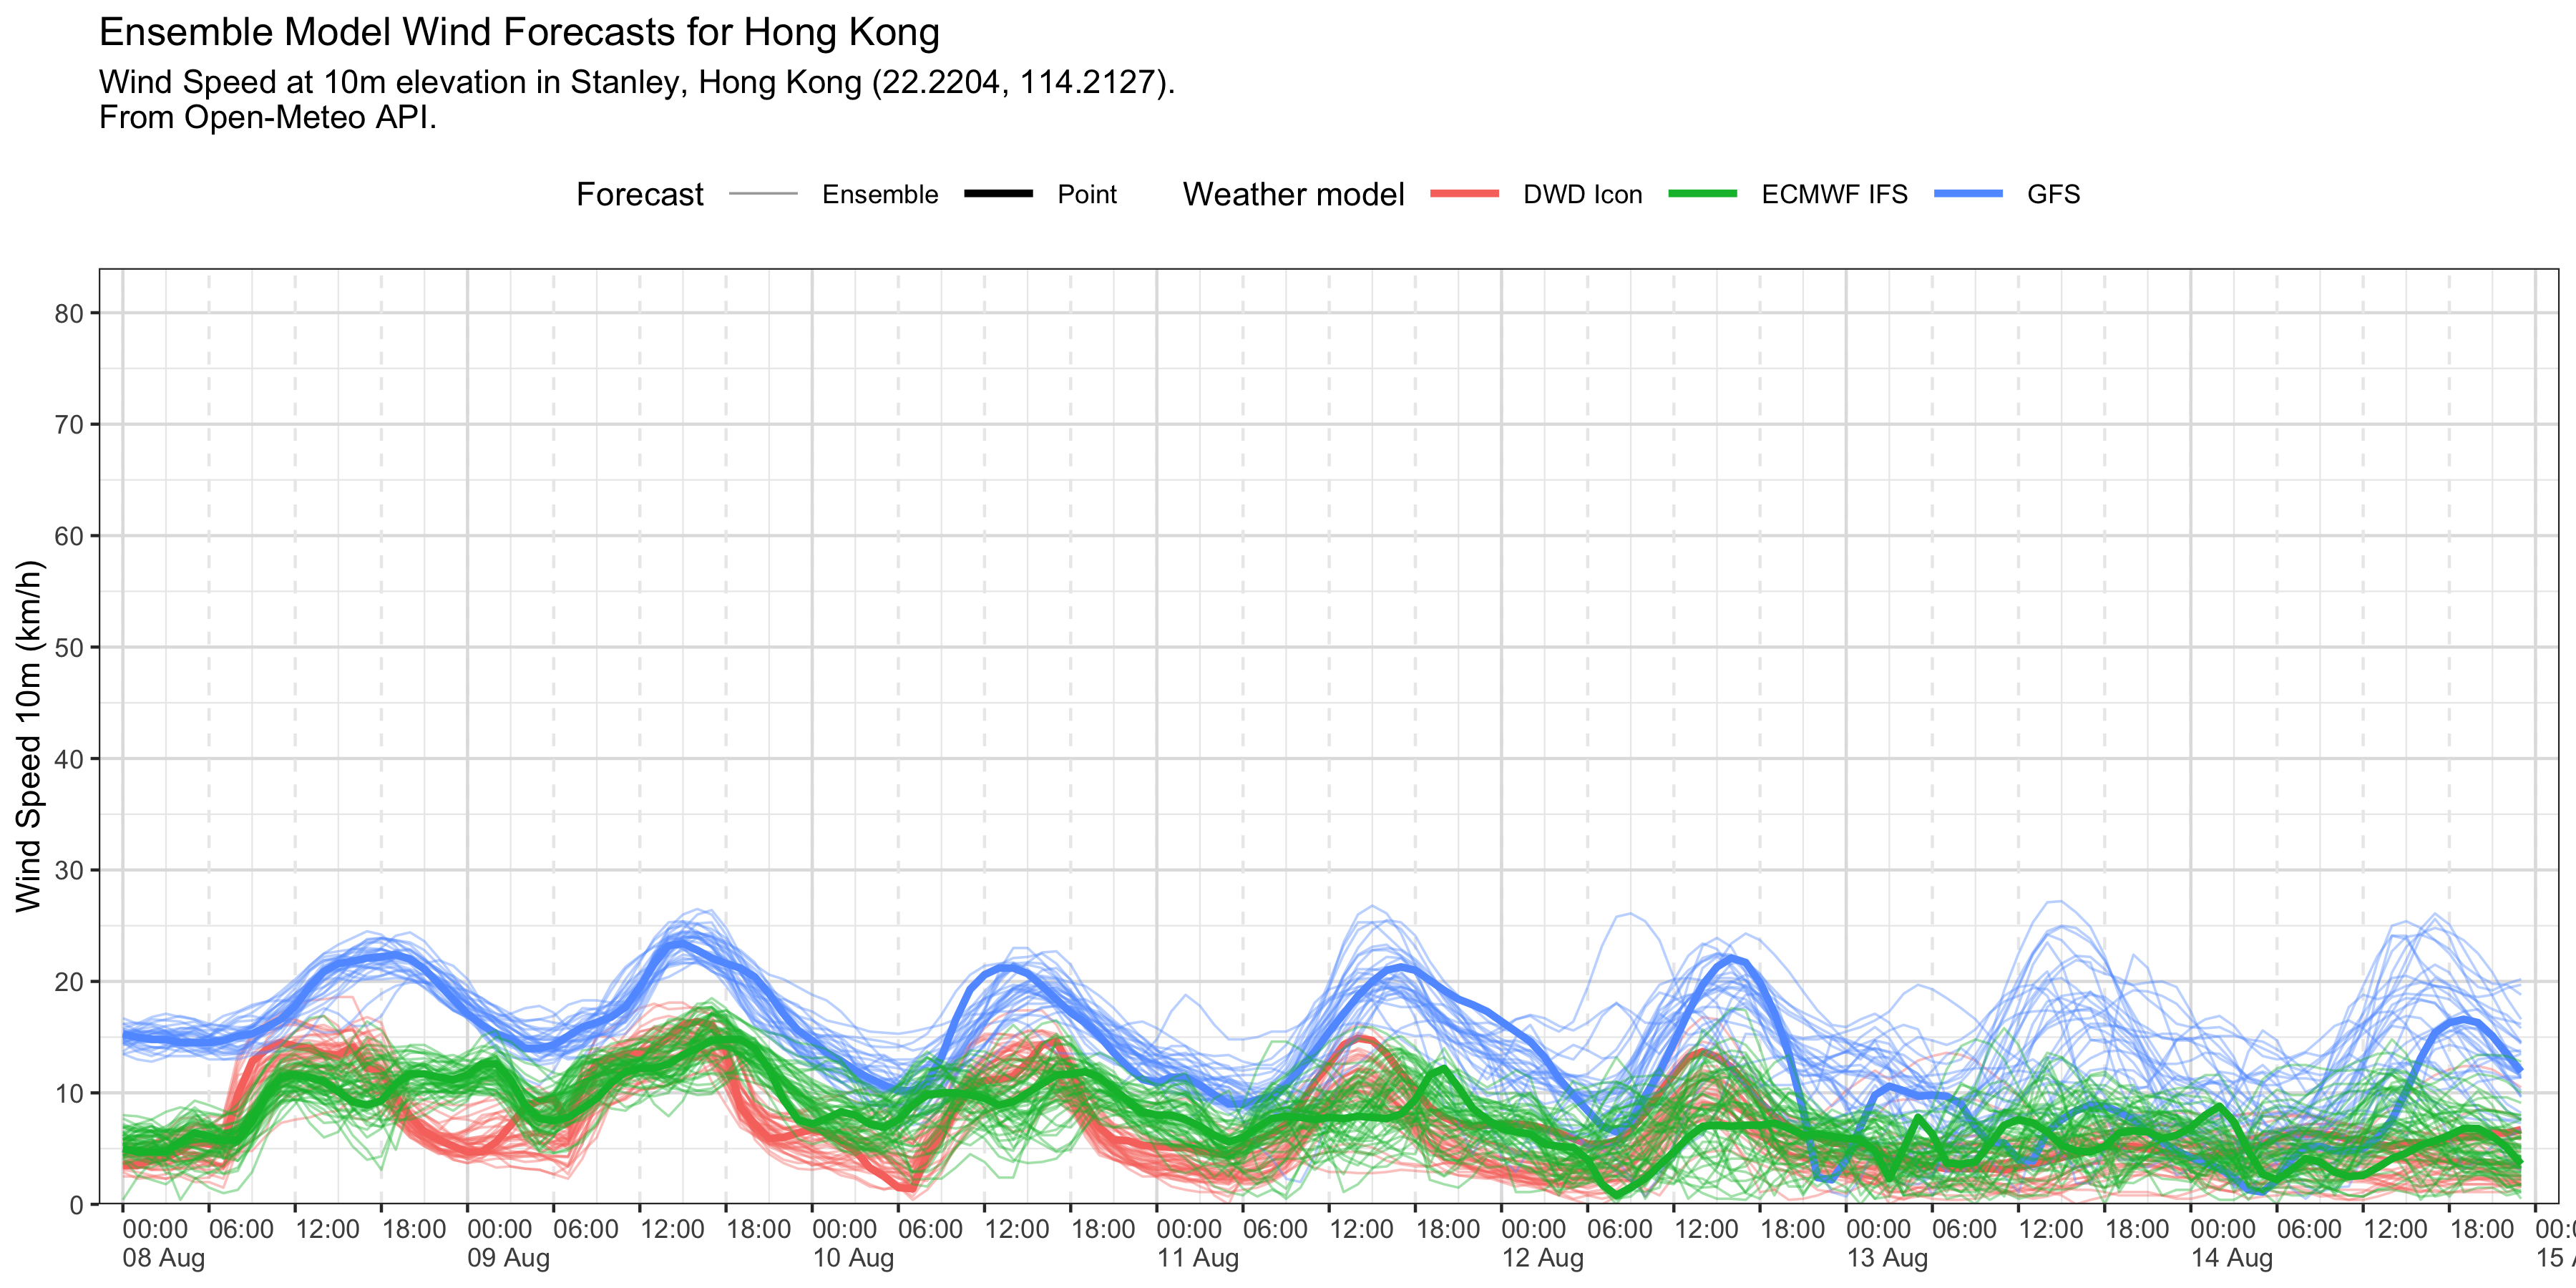 Ensemble Model Wind Forecasts for Hong Kong
Wind Speed at 10m elevation in Stanley, Hong Kong (22.2204, 114.2127).
From Open-Meteo API.
Forecast Ensemble Point Weather model DWD Icon ECMWF IFS GFS
Wind Speed 10m (km/h)
80
70
60
50
40
30
20
10
0
00:00 06:00 12:00 18:00 00:00 06:00 12:00 18:00 00:00 06:00 12:00 18:00 00:00 06:00 12:00 18:00 00:00 06:00 12:00 18:00 00:00 06:00 12:00 18:00 00:00 06:00 12:00 18:00
08 Aug 09 Aug 10 Aug 11 Aug 12 Aug 13 Aug 14 Aug 15